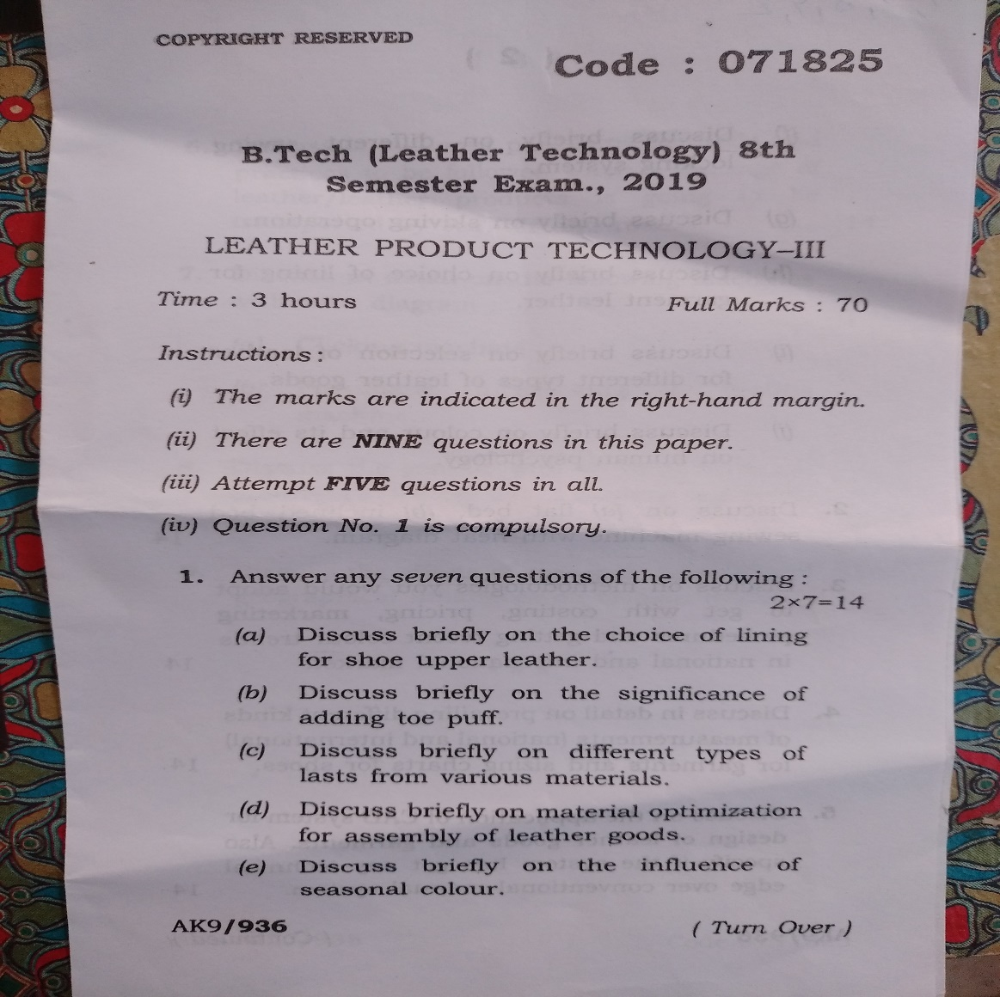 COPYRIGHT RESERVED
Code : 071825
B.Tech (Leather Technology) 8th
Semester Exam., 2019
LEATHER PRODUCT TECHNOLOGY–III
Time : 3 hours
Full Marks : 70
Instructions :
(i) The marks are indicated in the right-hand margin.
(ii) There are NINE questions in this paper.
(iii) Attempt FIVE questions in all.
(iv) Question No. 1 is compulsory.
1. Answer any seven questions of the following :
2×7=14
(a) Discuss briefly on the choice of lining
for shoe upper leather.
(b) Discuss briefly on the significance of
adding toe puff.
(c) Discuss briefly on different types of
lasts from various materials.
(d) Discuss briefly on material optimization
for assembly of leather goods.
(e) Discuss briefly on the influence of
seasonal colour.
AK9/936
( Turn Over )